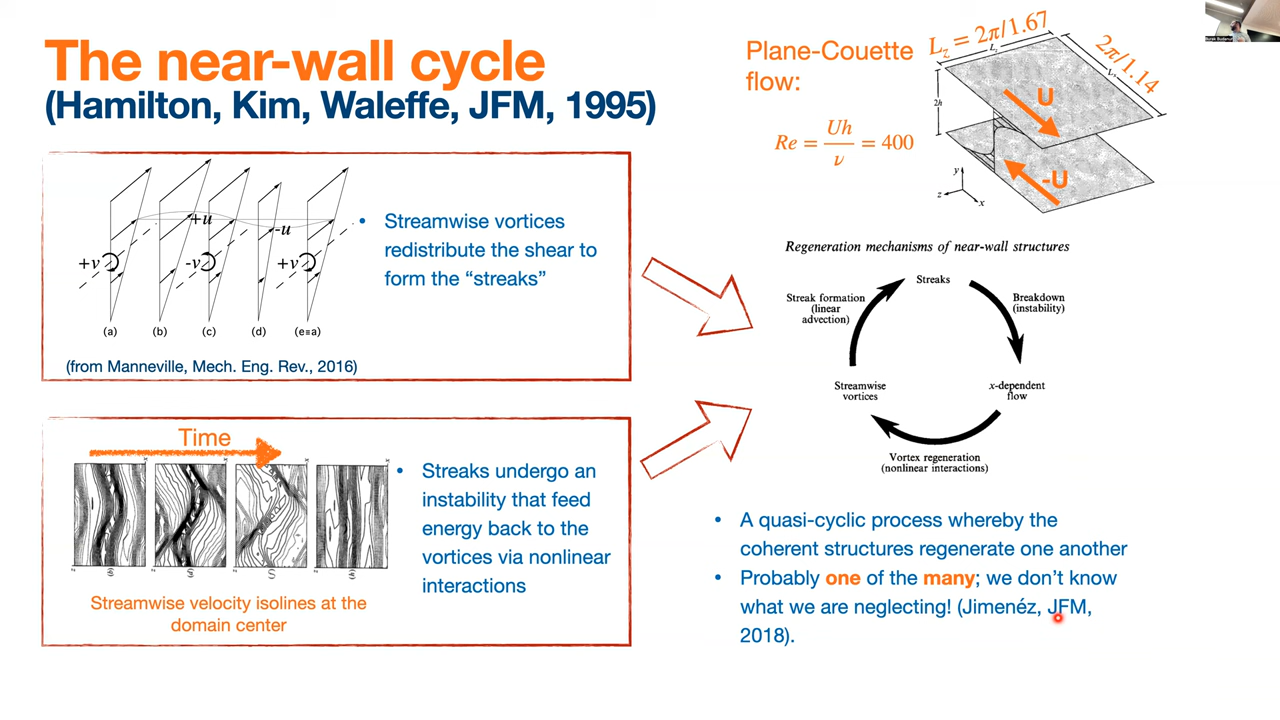 The near-wall cycle
(Hamilton, Kim, Waleffe, JFM, 1995)
+u
-u
+v
-v
+v
(a)
(b)
(c)
(d)
(e≡a)
(from Manneville, Mech. Eng. Rev., 2016)
• Streamwise vortices
redistribute the shear to
form the “streaks”
Time
Streamwise velocity isolines at the
domain center
• Streaks undergo an
instability that feed
energy back to the
vortices via nonlinear
interactions
Plane-Couette
flow:
Re = Uh/ν = 400
L_z = 2π/1.67
2π/1.14
2h
U
-U
y
z
x
Regeneration mechanisms of near-wall structures
Streaks
Streak formation
(linear
advection)
Breakdown
(instability)
Streamwise
vortices
x-dependent
flow
Vortex regeneration
(nonlinear interactions)
• A quasi-cyclic process whereby the
coherent structures regenerate one another
• Probably one of the many; we don’t know
what we are neglecting! (Jimenéz, JFM,
2018).